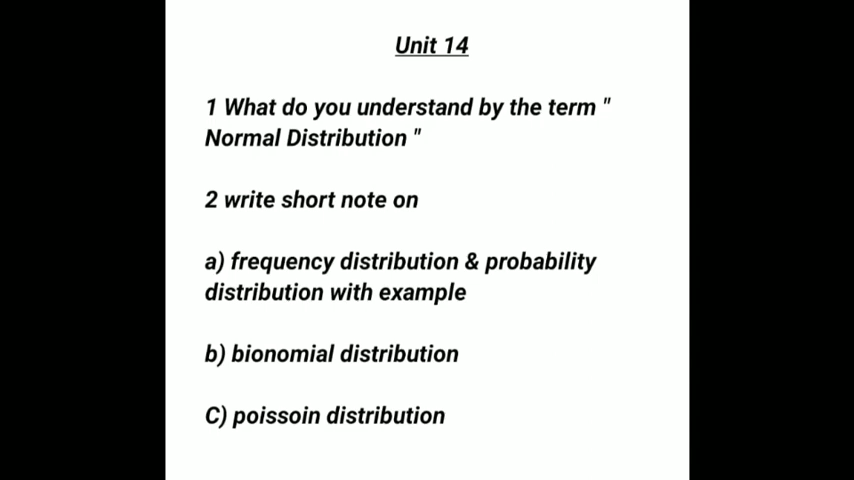 Unit 14
1 What do you understand by the term "
Normal Distribution "
2 write short note on
a) frequency distribution & probability
distribution with example
b) bionomial distribution
C) poissoin distribution